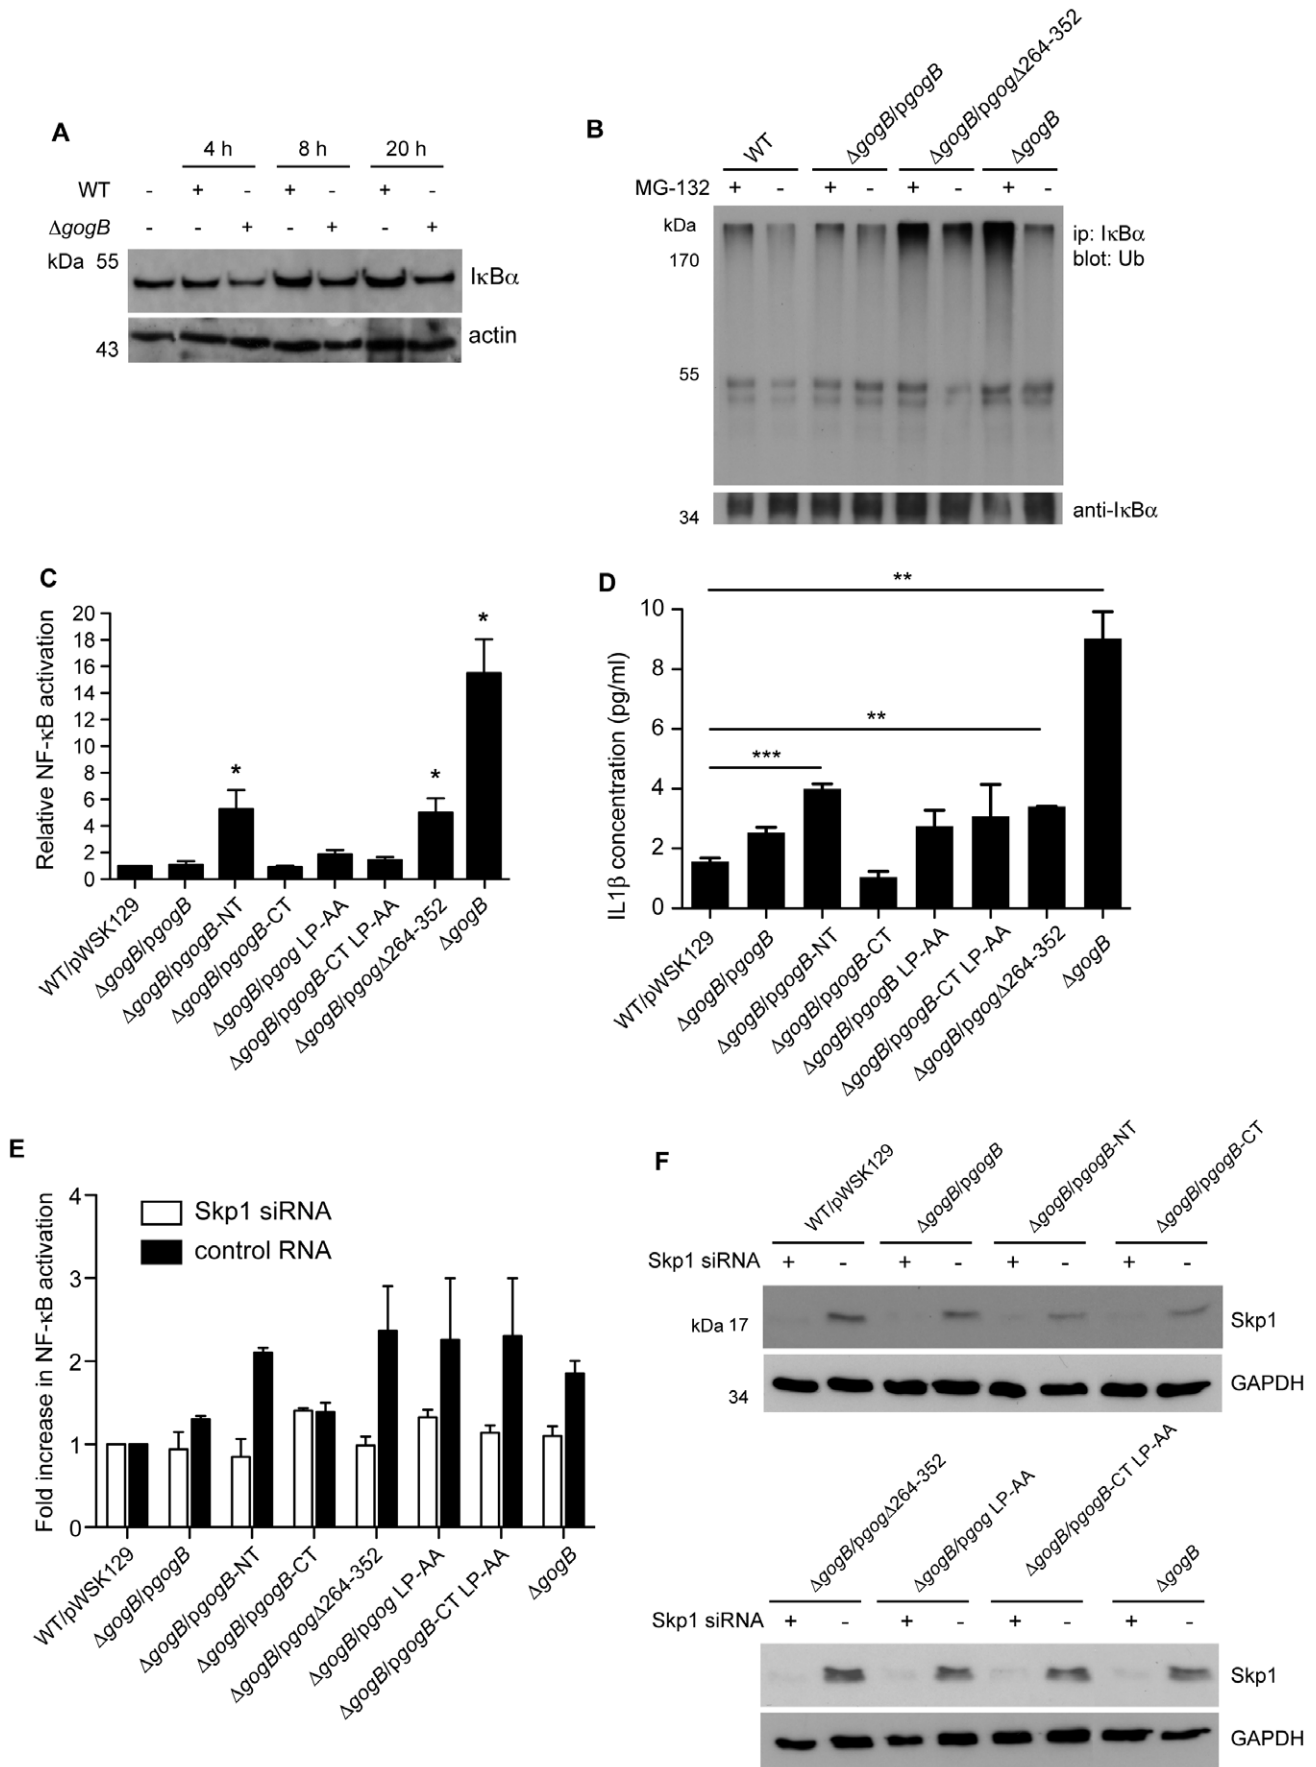 A
4 h 8 h 20 h
WT - + - + - + -
ΔgogB - - + - + - +
kDa 55
IκBα
43
actin
B
WT ΔgogB/pgogB ΔgogB/pgogΔ264-352 ΔgogB
MG-132 + - + - + - + -
kDa
170
55
34
ip: IκBα
blot: Ub
anti-IκBα
C
Relative NF-κB activation
20
18
16
14
12
10
8
6
4
2
0
* * *
WT/pWSK129
ΔgogB/pgogB
ΔgogB/pgogB-NT
ΔgogB/pgogB-CT
ΔgogB/pgog LP-AA
ΔgogB/pgogB-CT LP-AA
ΔgogB/pgogΔ264-352
ΔgogB
D
IL1β concentration (pg/ml)
10
8
6
4
2
0
**
**
***
WT/pWSK129
ΔgogB/pgogB
ΔgogB/pgogB-NT
ΔgogB/pgogB-CT
ΔgogB/pgogB LP-AA
ΔgogB/pgogB-CT LP-AA
ΔgogB/pgogΔ264-352
ΔgogB
E
Fold increase in NF-κB activation
4
3
2
1
0
Skp1 siRNA
control RNA
WT/pWSK129
ΔgogB/pgogB
ΔgogB/pgogB-NT
ΔgogB/pgogB-CT
ΔgogB/pgogΔ264-352
ΔgogB/pgog LP-AA
ΔgogB/pgogB-CT LP-AA
ΔgogB
F
WT/pWSK129 ΔgogB/pgogB ΔgogB/pgogB-NT ΔgogB/pgogB-CT
Skp1 siRNA + - + - + - + -
kDa 17
Skp1
34
GAPDH
ΔgogB/pgogΔ264-352 ΔgogB/pgog LP-AA ΔgogB/pgogB-CT LP-AA ΔgogB
Skp1 siRNA + - + - + - + -
Skp1
GAPDH